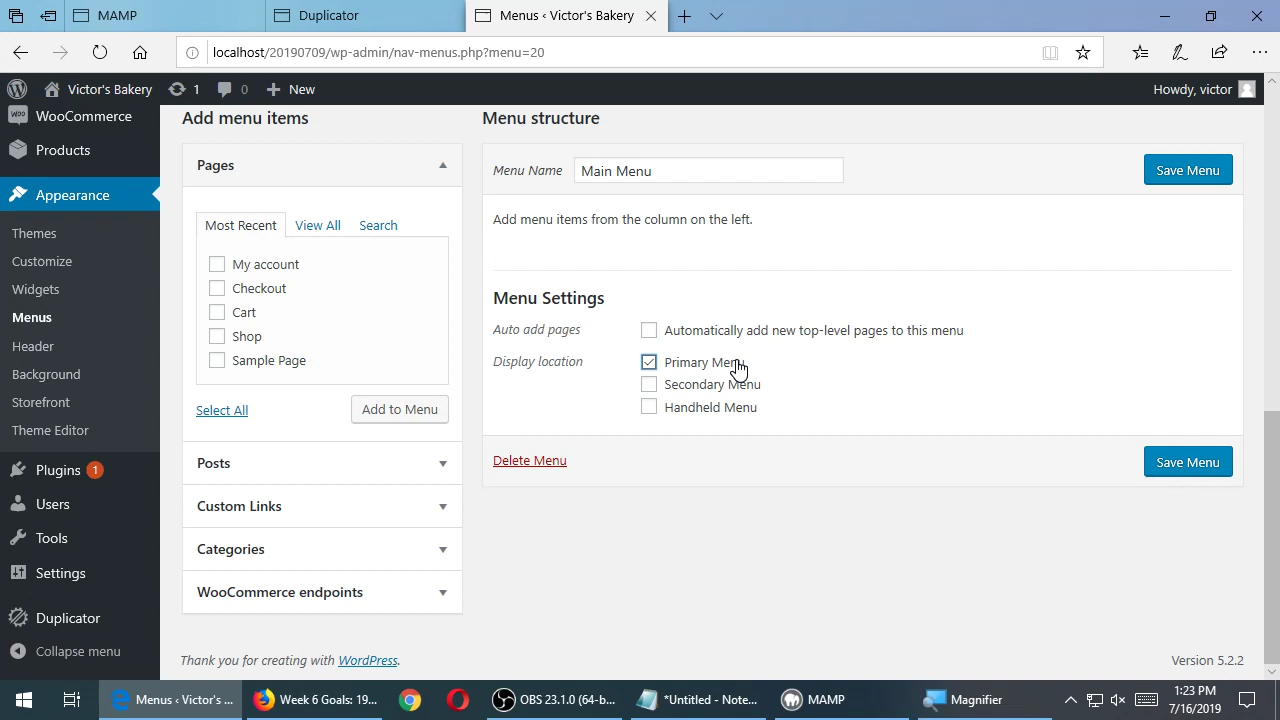 MAMP
Duplicator
Menus ‹ Victor's Bakery
localhost/20190709/wp-admin/nav-menus.php?menu=20
Victor's Bakery
1
0
New
Howdy, victor
WooCommerce
Products
Appearance
Themes
Customize
Widgets
Menus
Header
Background
Storefront
Theme Editor
Plugins 1
Users
Tools
Settings
Duplicator
Collapse menu
Add menu items
Pages
Most Recent
View All
Search
My account
Checkout
Cart
Shop
Sample Page
Select All
Add to Menu
Posts
Custom Links
Categories
WooCommerce endpoints
Menu structure
Menu Name
Main Menu
Save Menu
Add menu items from the column on the left.
Menu Settings
Auto add pages
Automatically add new top-level pages to this menu
Display location
Primary Menu
Secondary Menu
Handheld Menu
Delete Menu
Save Menu
Thank you for creating with WordPress.
Version 5.2.2
Menus ‹ Victor's ...
Week 6 Goals: 19...
OBS 23.1.0 (64-b...
*Untitled - Note...
MAMP
Magnifier
1:23 PM
7/16/2019